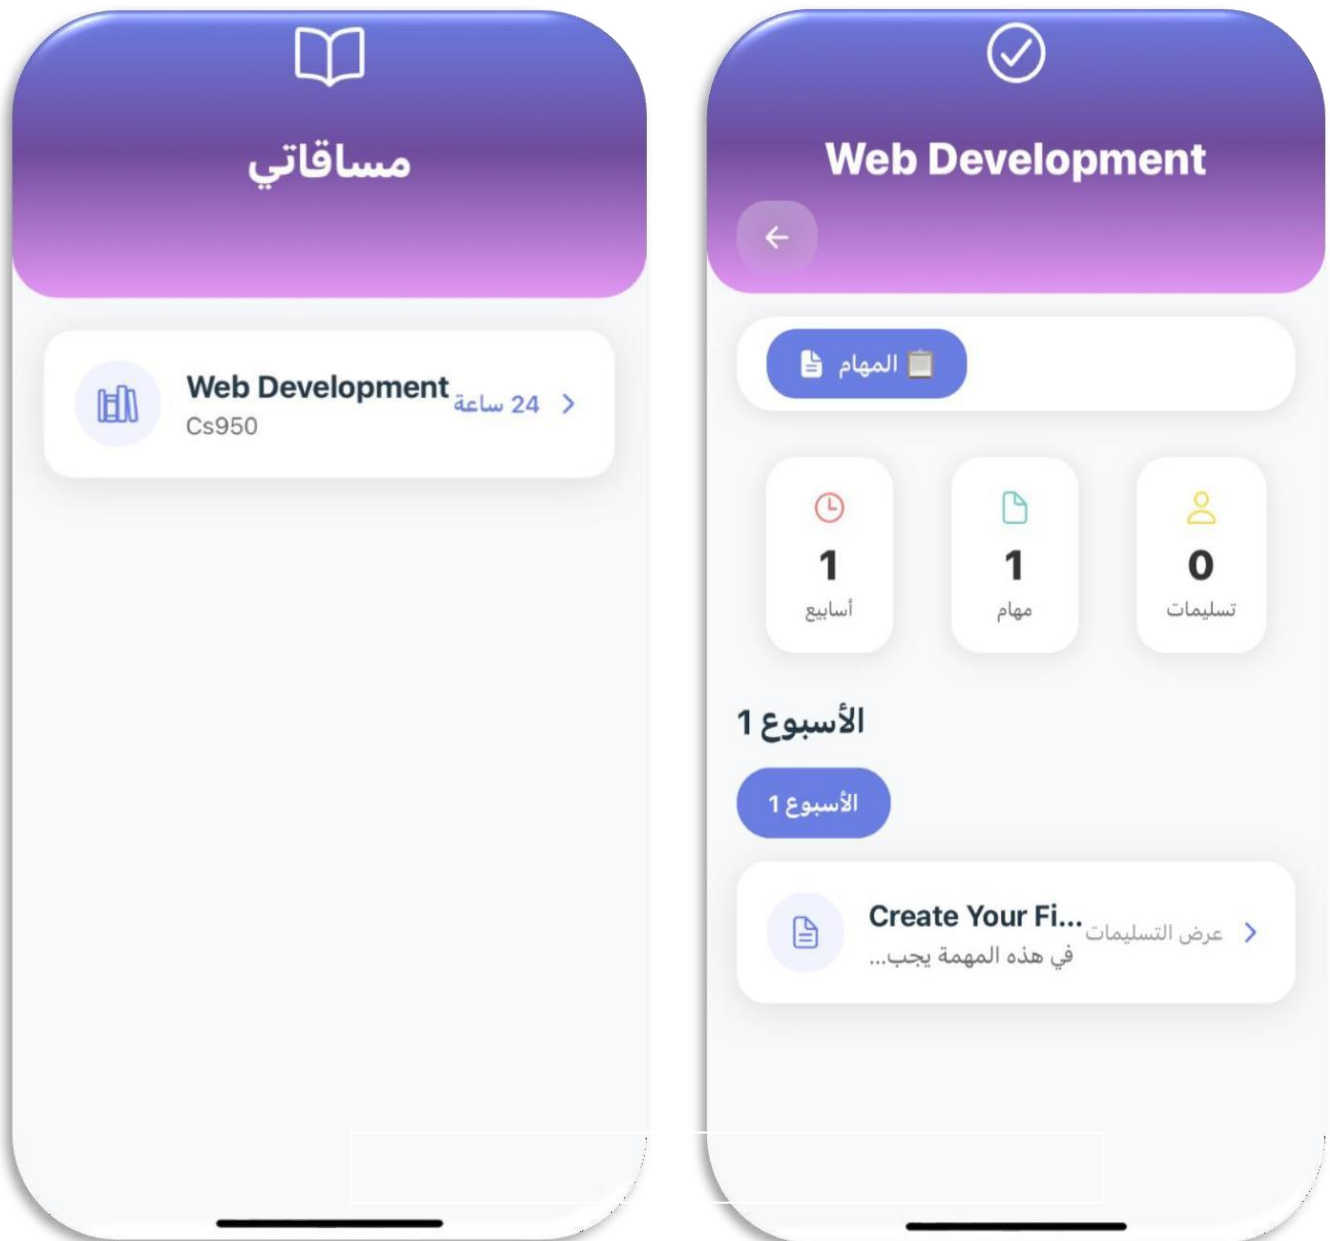 مساقاتي
Web Development
Cs950
24 ساعة
Web Development
المهام
1
أسابيع
1
مهام
0
تسليمات
الأسبوع 1
الأسبوع 1
Create Your Fi...
في هذه المهمة يجب...
عرض التسليمات